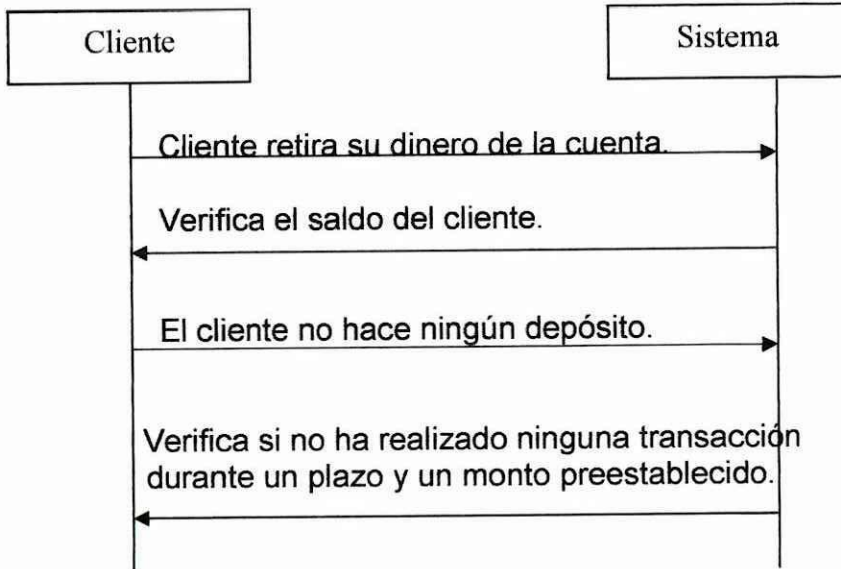 Cliente
Sistema
Cliente retira su dinero de la cuenta.
Verifica el saldo del cliente.
El cliente no hace ningún depósito.
Verifica si no ha realizado ninguna transacción
durante un plazo y un monto preestablecido.